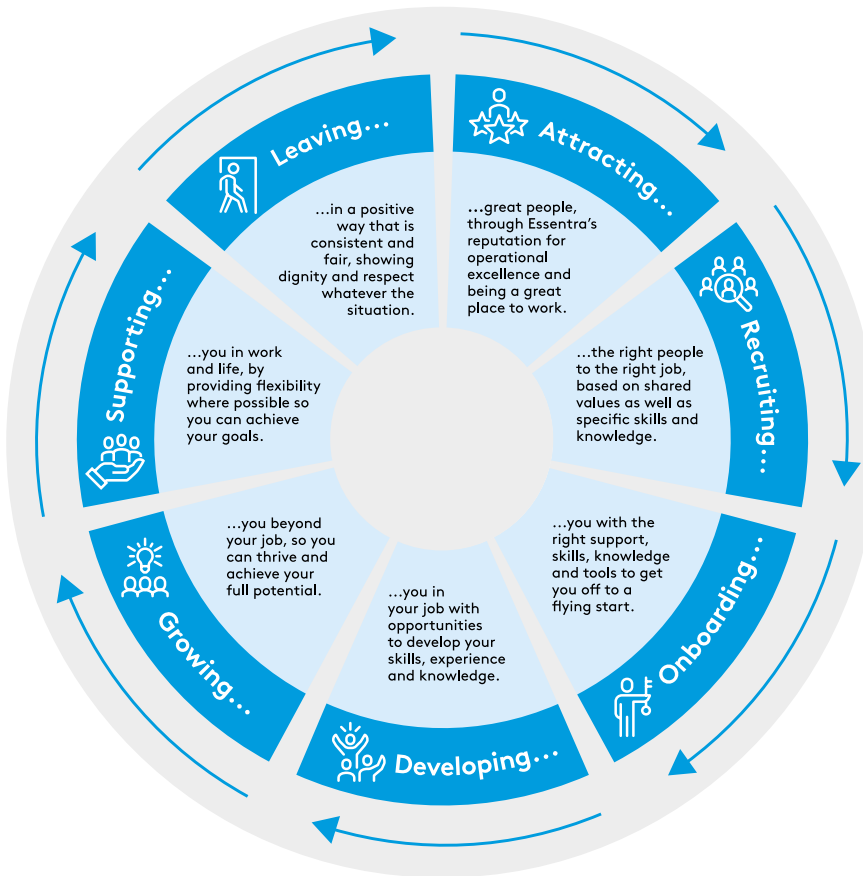 Attracting...
...great people,
through Essentra’s
reputation for
operational
excellence and
being a great
place to work.
Recruiting...
...the right people
to the right job,
based on shared
values as well as
specific skills and
knowledge.
Onboarding...
...you with the
right support,
skills, knowledge
and tools to get
you off to a
flying start.
Developing...
...you in
your job with
opportunities
to develop your
skills, experience
and knowledge.
Growing...
...you beyond
your job, so you
can thrive and
achieve your
full potential.
Supporting...
...you in work
and life, by
providing flexibility
where possible so
you can achieve
your goals.
Leaving...
...in a positive
way that is
consistent and
fair, showing
dignity and respect
whatever the
situation.